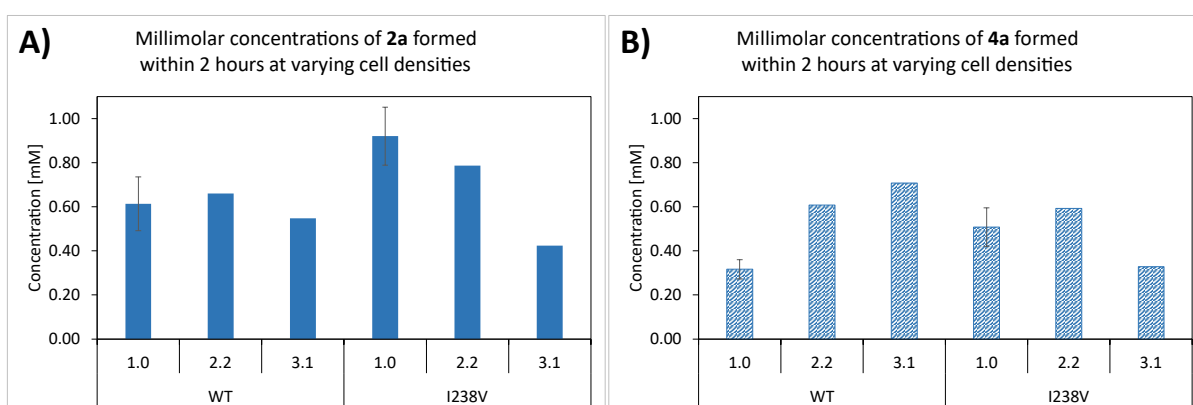 A)
Millimolar concentrations of 2a formed
within 2 hours at varying cell densities
Concentration [mM]
1.00
0.80
0.60
0.40
0.20
0.00
1.0 2.2 3.1 1.0 2.2 3.1
WT I238V
B)
Millimolar concentrations of 4a formed
within 2 hours at varying cell densities
Concentration [mM]
1.00
0.80
0.60
0.40
0.20
0.00
1.0 2.2 3.1 1.0 2.2 3.1
WT I238V